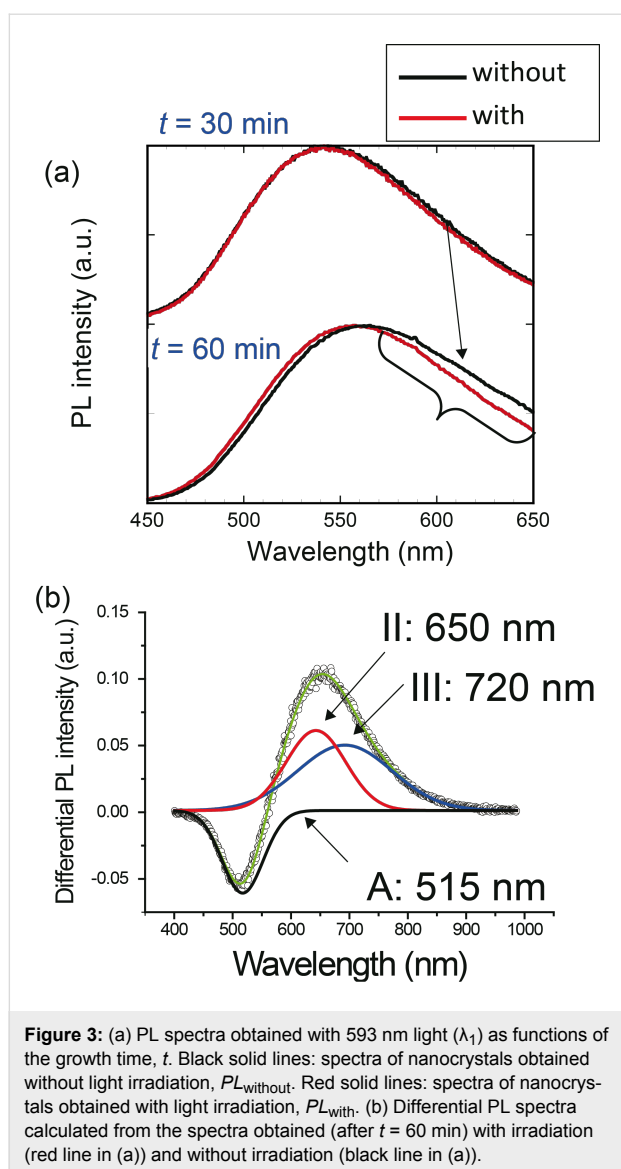 without
with
t = 30 min
(a)
t = 60 min
PL intensity (a.u.)
450 500 550 600 650
Wavelength (nm)
(b)
0.15
0.10
0.05
0.00
-0.05
Differential PL intensity (a.u.)
II: 650 nm
III: 720 nm
A: 515 nm
400 500 600 700 800 900 1000
Wavelength (nm)
Figure 3: (a) PL spectra obtained with 593 nm light (λ1) as functions of
the growth time, t. Black solid lines: spectra of nanocrystals obtained
without light irradiation, PLwithout. Red solid lines: spectra of nanocrys-
tals obtained with light irradiation, PLwith. (b) Differential PL spectra
calculated from the spectra obtained (after t = 60 min) with irradiation
(red line in (a)) and without irradiation (black line in (a)).